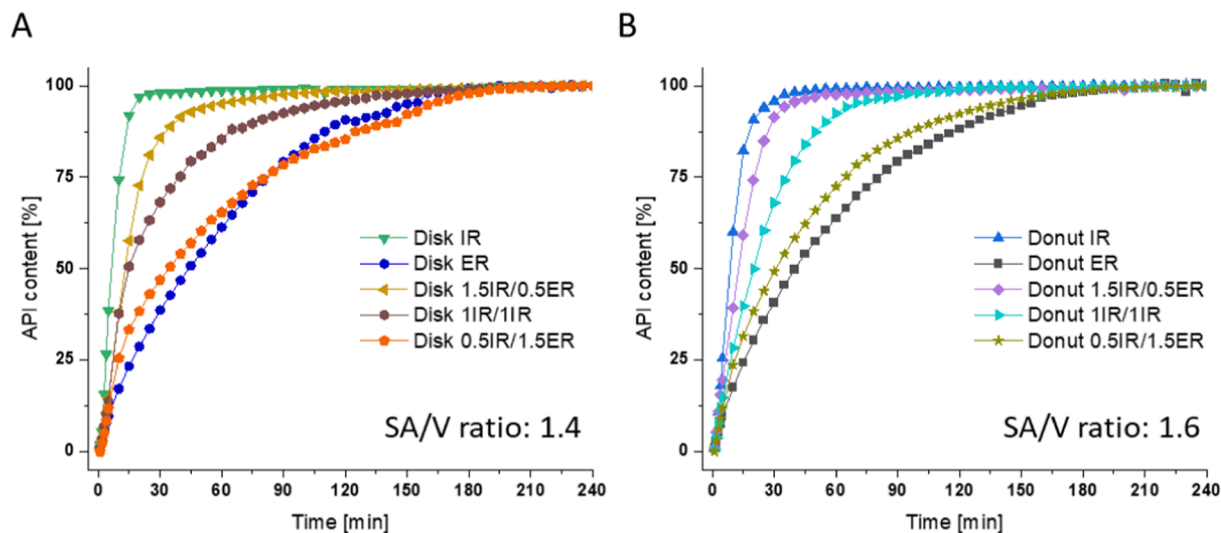 A
API content [%]
100
75
50
25
0
Disk IR
Disk ER
Disk 1.5IR/0.5ER
Disk 1IR/1IR
Disk 0.5IR/1.5ER
SA/V ratio: 1.4
0 30 60 90 120 150 180 210 240
Time [min]
B
API content [%]
100
75
50
25
0
Donut IR
Donut ER
Donut 1.5IR/0.5ER
Donut 1IR/1IR
Donut 0.5IR/1.5ER
SA/V ratio: 1.6
0 30 60 90 120 150 180 210 240
Time [min]